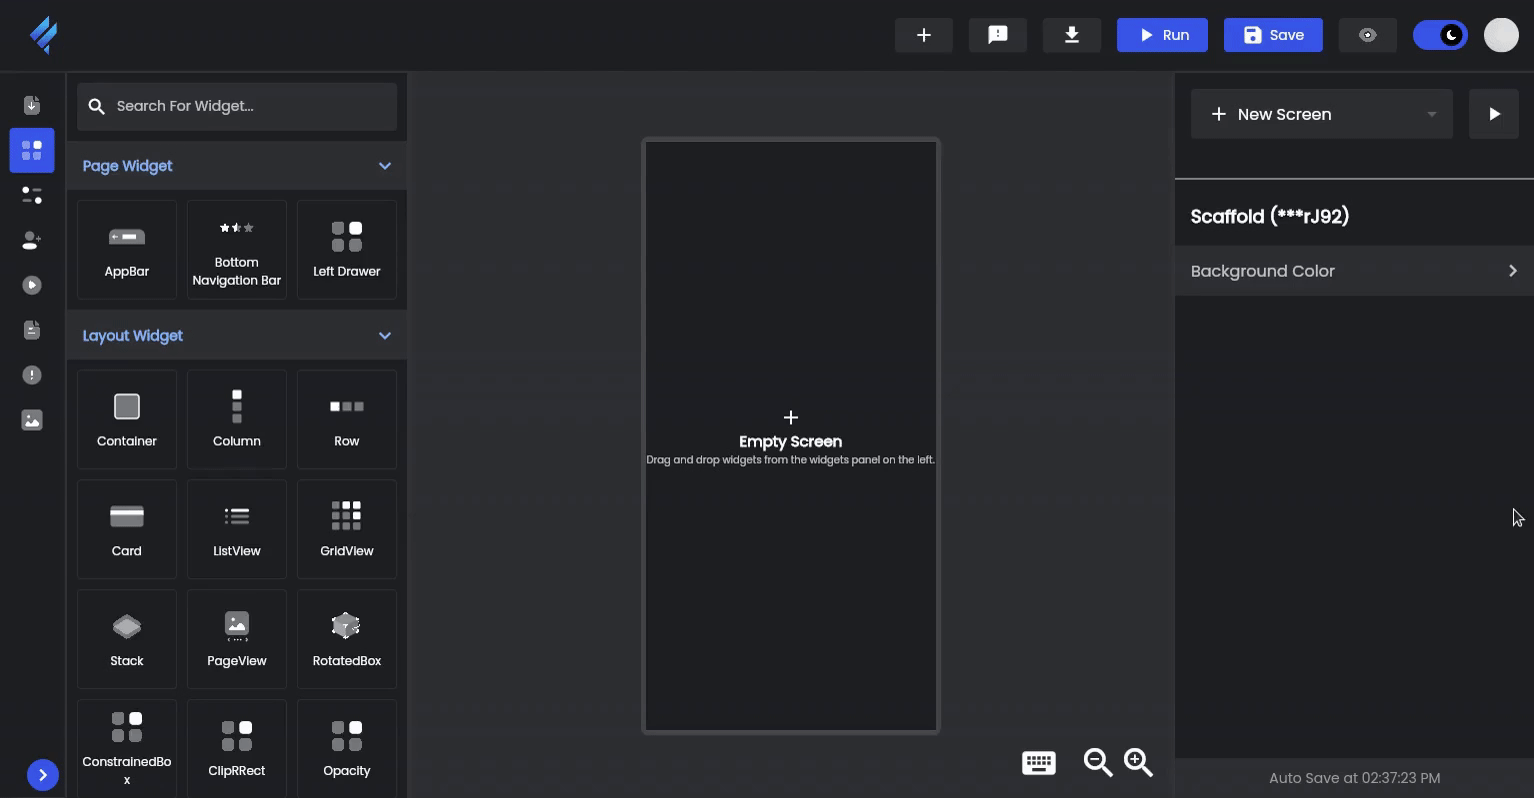 Run
Save
Search For Widget...
New Screen
Page Widget
Scaffold (***rJ92)
AppBar
Bottom
Navigation Bar
Left Drawer
Background Color
Layout Widget
Container
Column
Row
Empty Screen
Drag and drop widgets from the widgets panel on the left.
Card
ListView
GridView
Stack
PageView
RotatedBox
ConstrainedBo
x
ClipRRect
Opacity
Auto Save at 02:37:23 PM